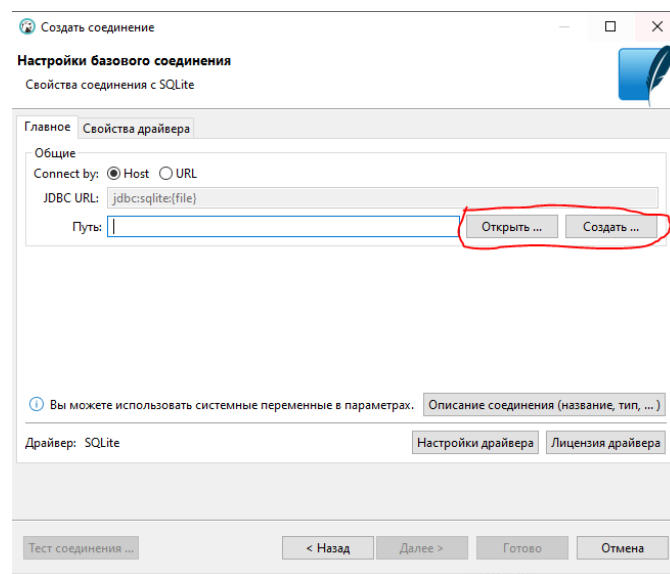 Создать соединение
Настройки базового соединения
Свойства соединения с SQLite
Главное Свойства драйвера
Общие
Connect by: Host URL
JDBC URL: jdbc:sqlite:{file}
Путь: Открыть ... Создать ...
Вы можете использовать системные переменные в параметрах. Описание соединения (название, тип, ...)
Драйвер: SQLite Настройки драйвера Лицензия драйвера
Тест соединения ... < Назад Далее > Готово Отмена